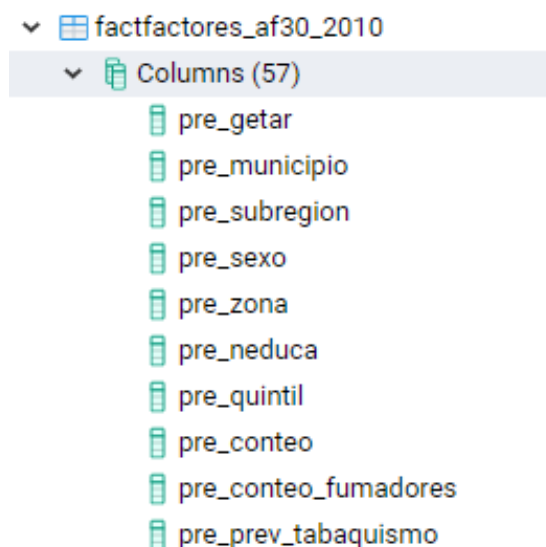 factfactores_af30_2010
Columns (57)
pre_getar
pre_municipio
pre_subregion
pre_sexo
pre_zona
pre_neduca
pre_quintil
pre_conteo
pre_conteo_fumadores
pre_prev_tabaquismo